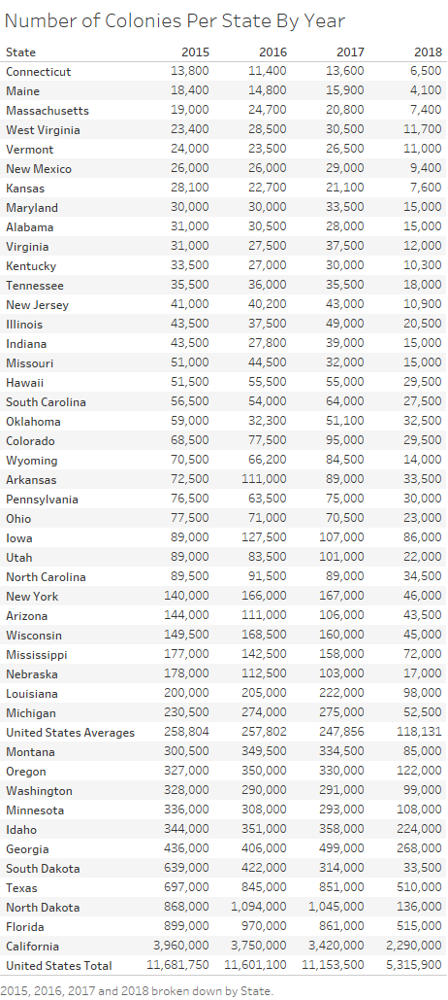 Number of Colonies Per State By Year
State 2015 2016 2017 2018
Connecticut 13,800 11,400 13,600 6,500
Maine 18,400 14,800 15,900 4,100
Massachusetts 19,000 24,700 20,800 7,400
West Virginia 23,400 28,500 30,500 11,700
Vermont 24,000 23,500 26,500 11,000
New Mexico 26,000 26,000 29,000 9,400
Kansas 28,100 22,700 21,100 7,600
Maryland 30,000 30,000 33,500 15,000
Alabama 31,000 30,500 28,000 15,000
Virginia 31,000 27,500 37,500 12,000
Kentucky 33,500 27,000 30,000 10,300
Tennessee 35,500 36,000 35,500 18,000
New Jersey 41,000 40,200 43,000 10,900
Illinois 43,500 37,500 49,000 20,500
Indiana 43,500 27,800 39,000 15,000
Missouri 51,000 44,500 32,000 15,000
Hawaii 51,500 55,500 55,000 29,500
South Carolina 56,500 54,000 64,000 27,500
Oklahoma 59,000 32,300 51,100 32,500
Colorado 68,500 77,500 95,000 29,500
Wyoming 70,500 66,200 84,500 14,000
Arkansas 72,500 111,000 89,000 33,500
Pennsylvania 76,500 63,500 75,000 30,000
Ohio 77,500 71,000 70,500 23,000
Iowa 89,000 127,500 107,000 86,000
Utah 89,000 83,500 101,000 22,000
North Carolina 89,500 91,500 89,000 34,500
New York 140,000 166,000 167,000 46,000
Arizona 144,000 111,000 106,000 43,500
Wisconsin 149,500 168,500 160,000 45,000
Mississippi 177,000 142,500 158,000 72,000
Nebraska 178,000 112,500 103,000 17,000
Louisiana 200,000 205,000 222,000 98,000
Michigan 230,500 274,000 275,000 52,500
United States Averages 258,804 257,802 247,856 118,131
Montana 300,500 349,500 334,500 85,000
Oregon 327,000 350,000 330,000 122,000
Washington 328,000 290,000 291,000 99,000
Minnesota 336,000 308,000 293,000 108,000
Idaho 344,000 351,000 358,000 224,000
Georgia 436,000 406,000 499,000 268,000
South Dakota 639,000 422,000 314,000 33,500
Texas 697,000 845,000 851,000 510,000
North Dakota 868,000 1,094,000 1,045,000 136,000
Florida 899,000 970,000 861,000 515,000
California 3,960,000 3,750,000 3,420,000 2,290,000
United States Total 11,681,750 11,601,100 11,153,500 5,315,900
2015, 2016, 2017 and 2018 broken down by State.